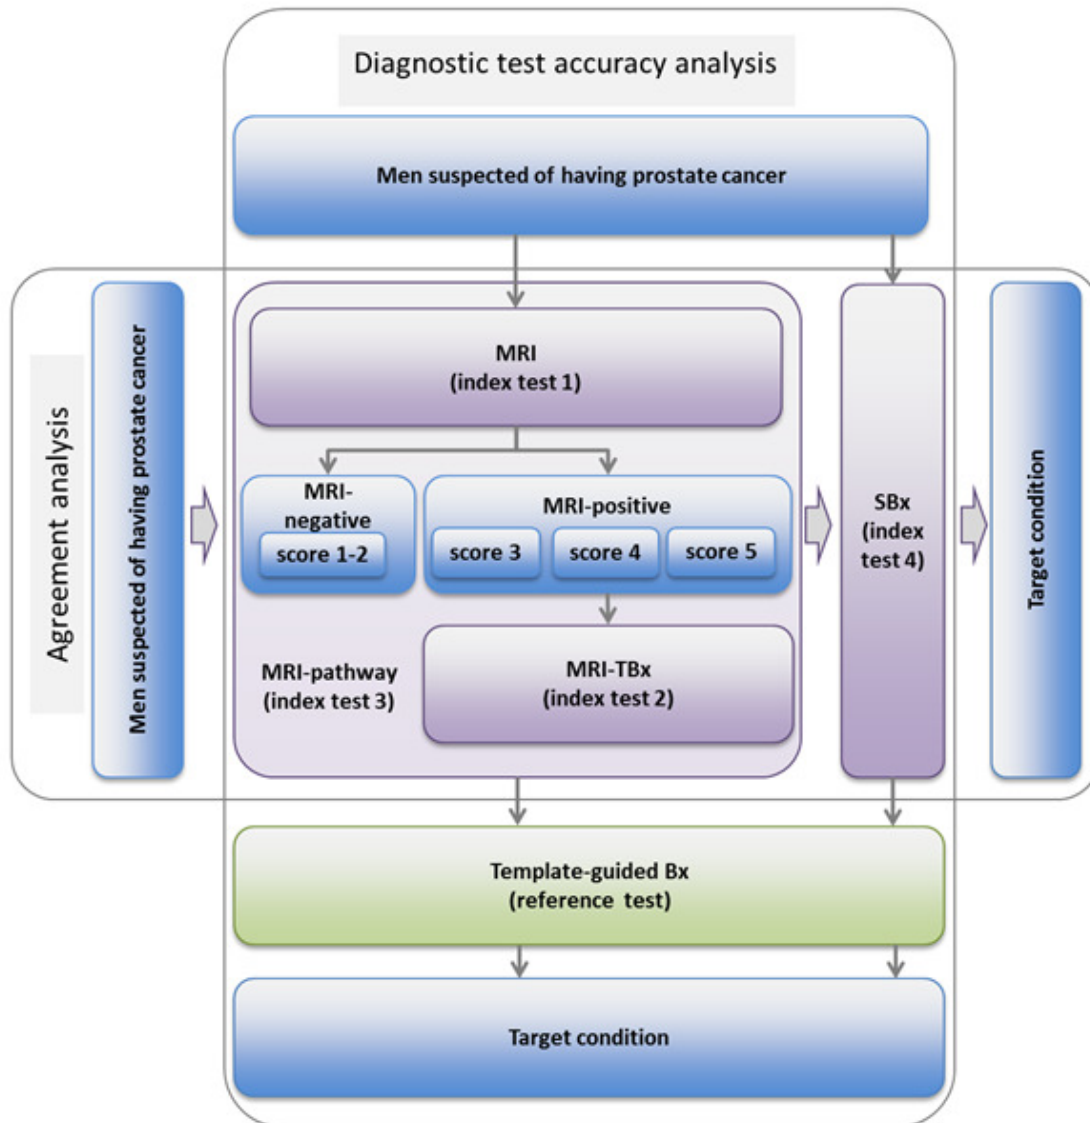 Diagnostic test accuracy analysis
Men suspected of having prostate cancer
Agreement analysis
Men suspected of having prostate cancer
MRI
(index test 1)
MRI-
negative
score 1-2
MRI-positive
score 3
score 4
score 5
MRI-pathway
(index test 3)
MRI-TBx
(index test 2)
SBx
(index
test 4)
Target condition
Template-guided Bx
(reference test)
Target condition